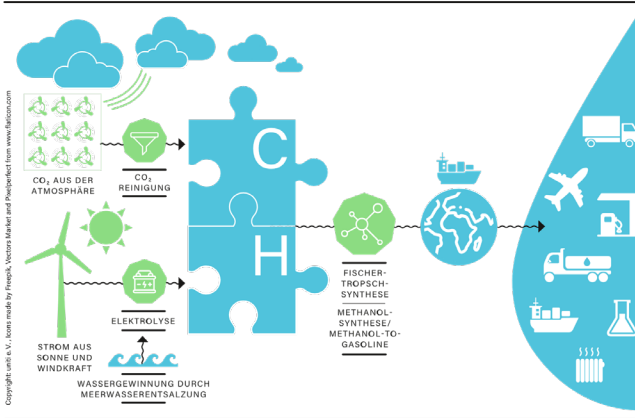 Copyright: uniti e. V., Icons made by Freepik, Vectors Market and Pixelperfect from www.flaticon.com
CO₂ AUS DER
ATMOSPHÄRE
CO₂
REINIGUNG
C
H
STROM AUS
SONNE UND
WINDKRAFT
ELEKTROLYSE
WASSERGEWINNUNG DURCH
MEERWASSERENTSALZUNG
FISCHER-
TROPSCH-
SYNTHESE
METHANOL-
SYNTHESE/
METHANOL-TO-
GASOLINE